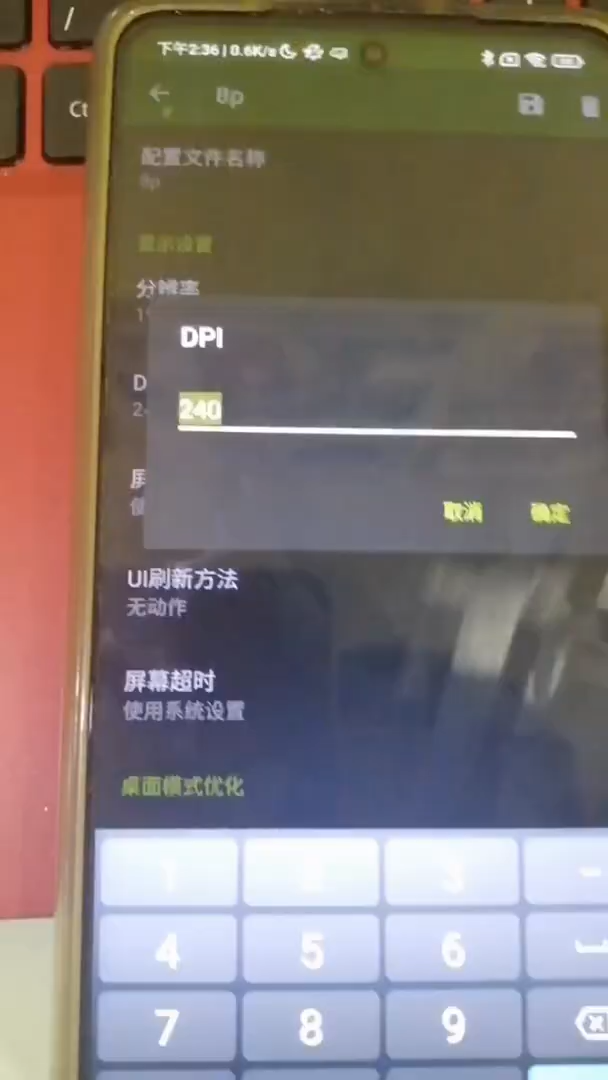 /
Ct
下午2:36 | 0.6K/s
8p
配置文件名称
8p
显示设置
分辨率
1
DPI
D
240
2
取消 确定
UI刷新方法
无动作
屏幕超时
使用系统设置
桌面模式优化
1 2 3 -
4 5 6
7 8 9